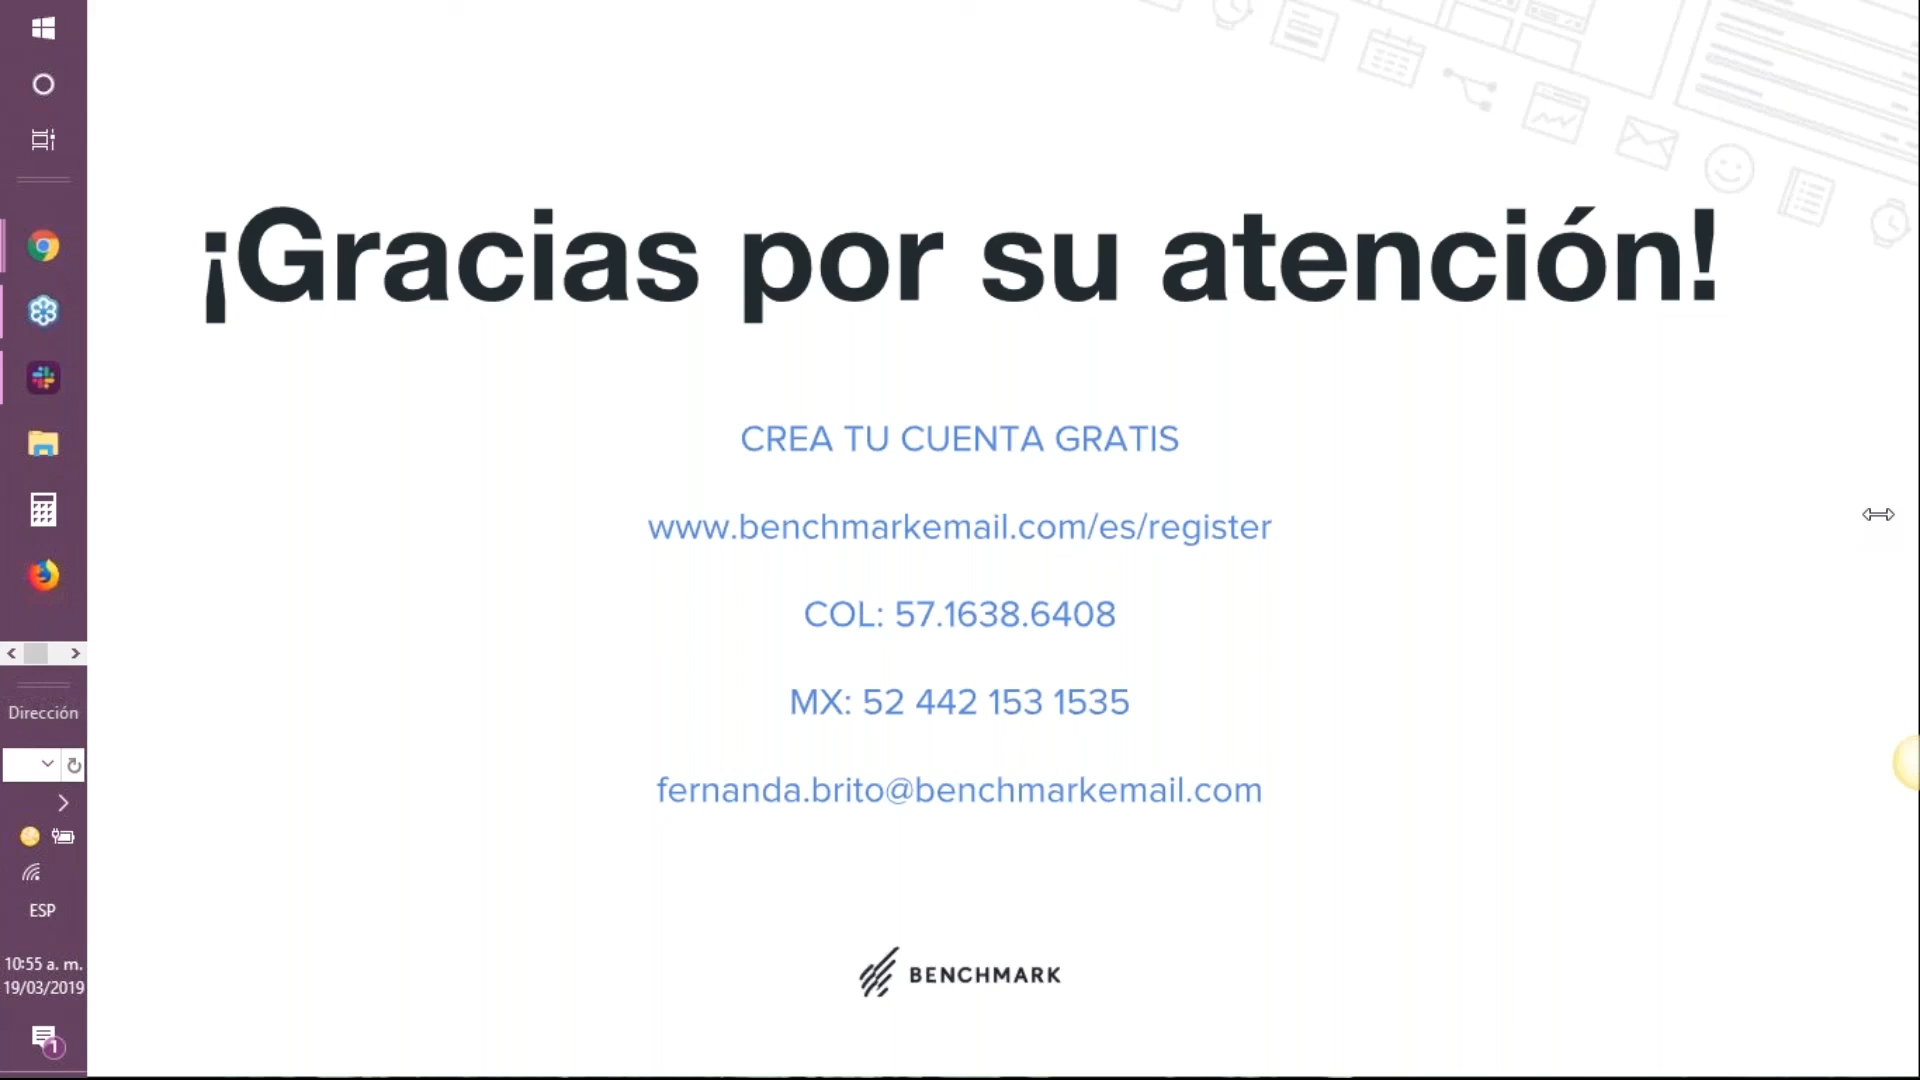 ¡Gracias por su atención!
CREA TU CUENTA GRATIS
www.benchmarkemail.com/es/register
COL: 57.1638.6408
MX: 52 442 153 1535
fernanda.brito@benchmarkemail.com
BENCHMARK
Dirección
ESP
10:55 a. m.
19/03/2019
1